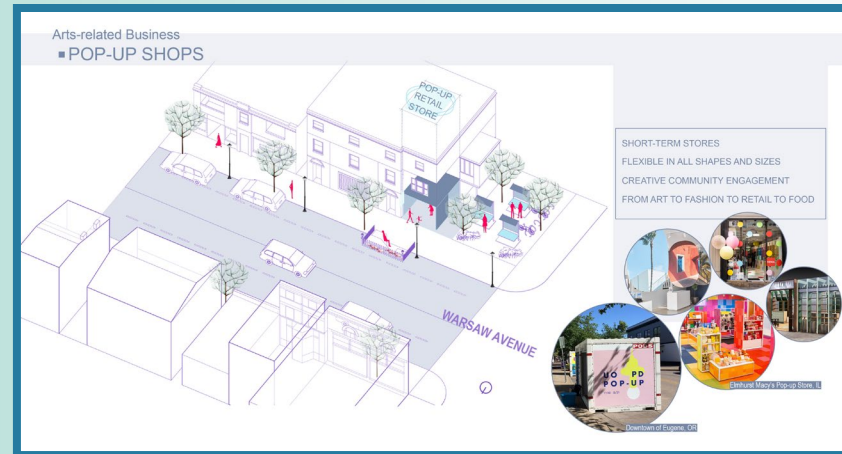 Arts-related Business
▪ POP-UP SHOPS
POP-UP
RETAIL
STORE
SHORT-TERM STORES
FLEXIBLE IN ALL SHAPES AND SIZES
CREATIVE COMMUNITY ENGAGEMENT
FROM ART TO FASHION TO RETAIL TO FOOD
WARSAW AVENUE
UO PD
POP-UP
Elmhurst Macy's Pop-up Store, IL
Downtown of Eugene, OR